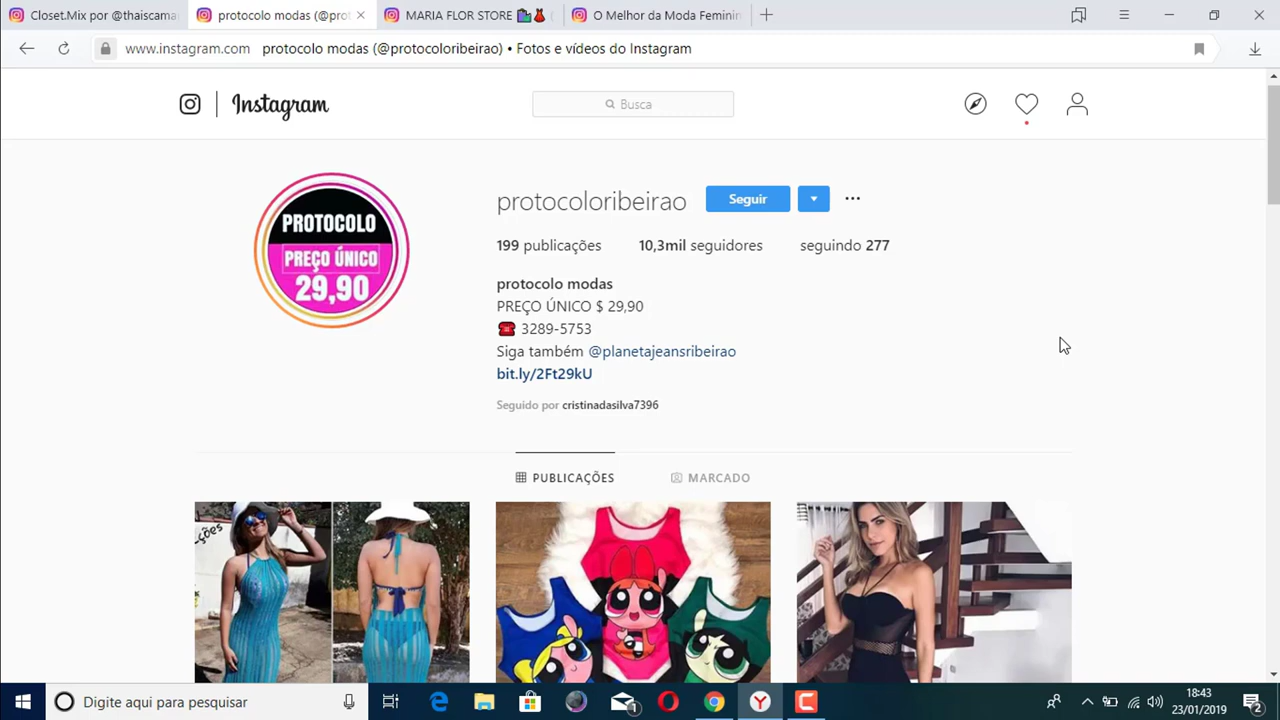 Closet.Mix por @thaiscama
protocolo modas (@prot
MARIA FLOR STORE 🛍️👗 (
O Melhor da Moda Feminin
www.instagram.com protocolo modas (@protocoloribeirao) • Fotos e vídeos do Instagram
Instagram
Busca
PROTOCOLO
PREÇO ÚNICO
29,90
protocoloribeirao
Seguir
199 publicações
10,3mil seguidores
seguindo 277
protocolo modas
PREÇO ÚNICO $ 29,90
☎️ 3289-5753
Siga também @planetajeansribeirao
bit.ly/2Ft29kU
Seguido por cristinadasilva7396
PUBLICAÇÕES
MARCADO
Digite aqui para pesquisar
1
18:43
23/01/2019
2